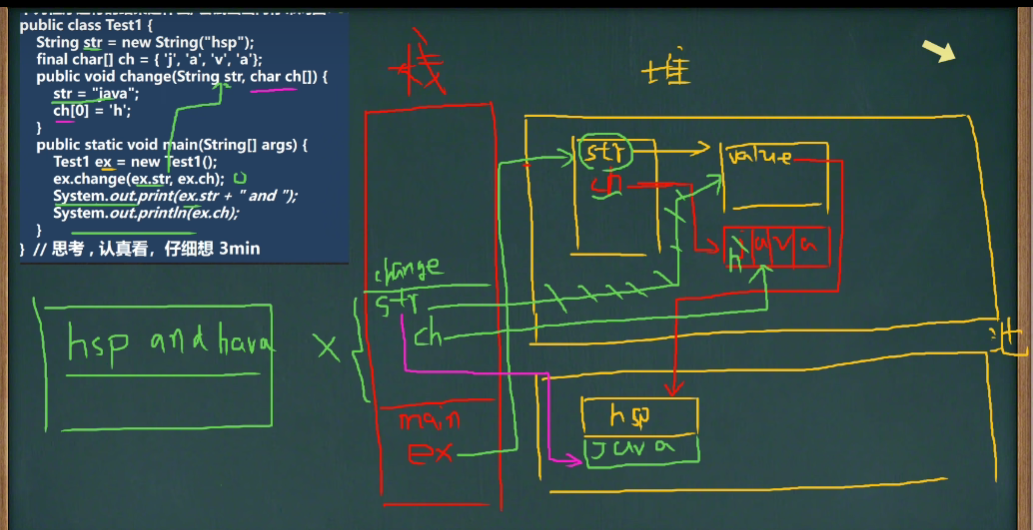 public class Test1 {
String str = new String("hsp");
final char[] ch = { 'j', 'a', 'v', 'a'};
public void change(String str, char ch[]) {
str = "java";
ch[0] = 'h';
}
public static void main(String[] args) {
Test1 ex = new Test1();
ex.change(ex.str, ex.ch);
System.out.print(ex.str + " and ");
System.out.println(ex.ch);
}
} // 思考，认真看，仔细想 3min
栈
堆
str
ch
value
h a v a
change
str
ch
hsp and hava
main
ex
hsp
java